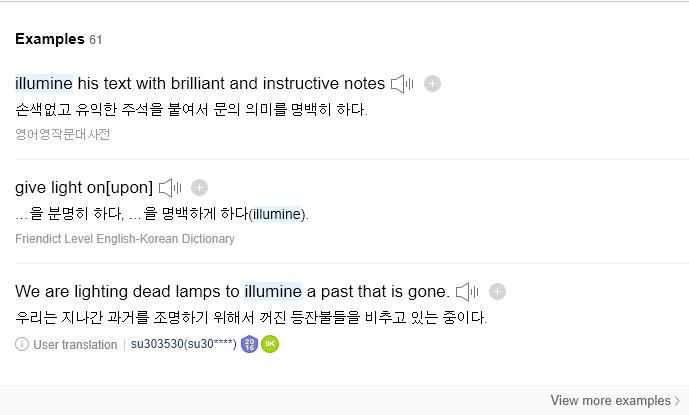 Examples 61
illumine his text with brilliant and instructive notes
손색없고 유익한 주석을 붙여서 문의 의미를 명백히 하다.
영어영작문대사전
give light on[upon]
…을 분명히 하다, …을 명백하게 하다(illumine).
Friendict Level English-Korean Dictionary
We are lighting dead lamps to illumine a past that is gone.
우리는 지나간 과거를 조명하기 위해서 꺼진 등잔불들을 비추고 있는 중이다.
User translation | su303530(su30****) 2016 9K
View more examples